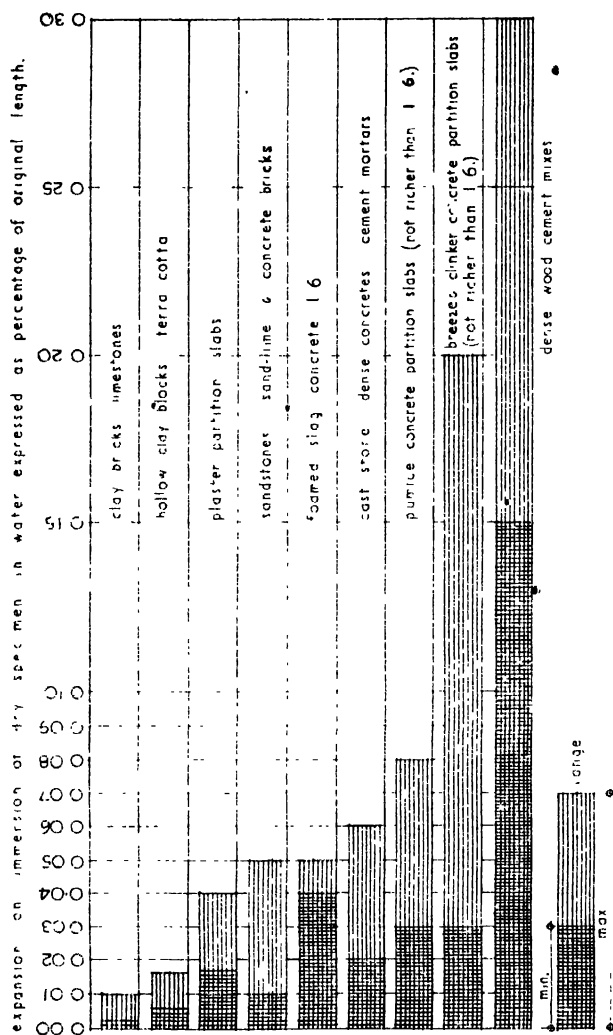 expansion on immersion of dry specimen in water expressed as percentage of original length.
0.00 0.01 0.02 0.03 0.04 0.05 0.06 0.07 0.08 0.09 0.10 0.15 0.20 0.25 0.30
clay bricks limestones
hollow clay blocks terra cotta
plaster partition slabs
sandstones sand-lime & concrete bricks
foamed slag concrete 1 6
cast stone dense concretes cement mortars
pumice concrete partition slabs (not richer than 1 6.)
breeze & clinker concrete partition slabs
(not richer than 1 6.)
dense wood cement mixes
min.
range
max